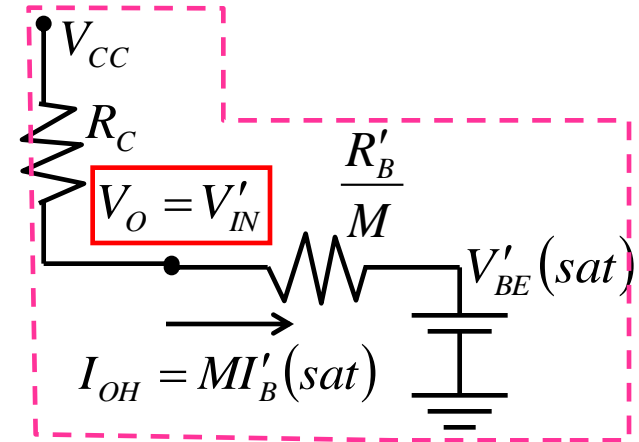 V_CC
R_C
R'_B / M
V_O = V'_IN
V'_BE(sat)
I_OH = MI'_B(sat)